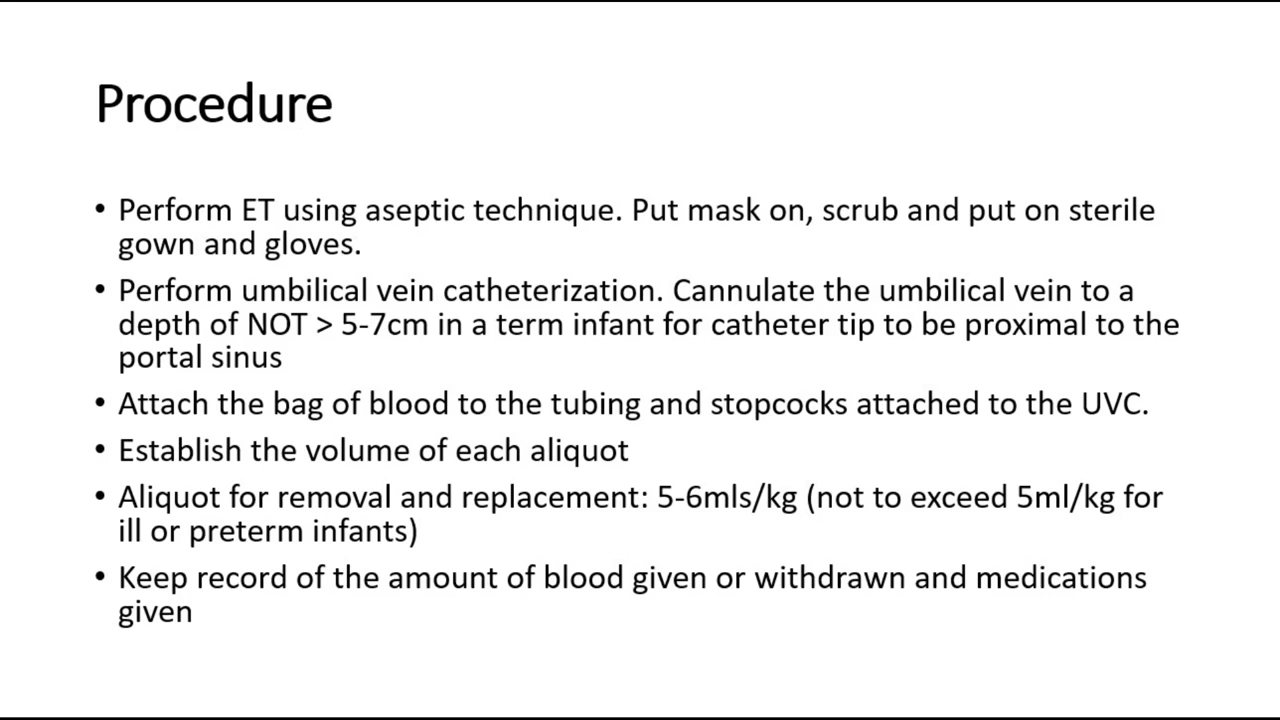 Procedure
• Perform ET using aseptic technique. Put mask on, scrub and put on sterile
gown and gloves.
• Perform umbilical vein catheterization. Cannulate the umbilical vein to a
depth of NOT > 5-7cm in a term infant for catheter tip to be proximal to the
portal sinus
• Attach the bag of blood to the tubing and stopcocks attached to the UVC.
• Establish the volume of each aliquot
• Aliquot for removal and replacement: 5-6mls/kg (not to exceed 5ml/kg for
ill or preterm infants)
• Keep record of the amount of blood given or withdrawn and medications
given